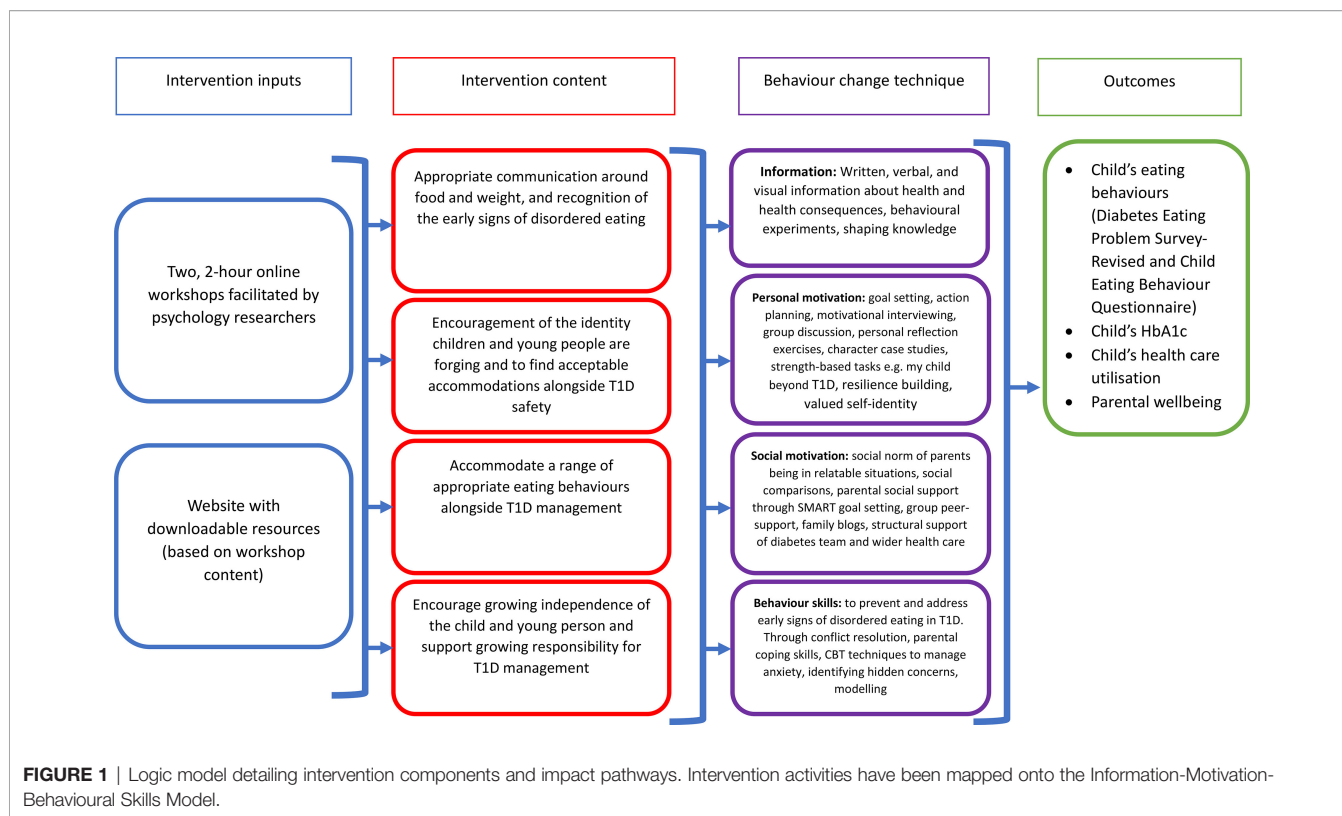 Intervention inputs
Intervention content
Behaviour change technique
Outcomes
Two, 2-hour online
workshops facilitated by
psychology researchers
Website with
downloadable resources
(based on workshop
content)
Appropriate communication around
food and weight, and recognition of
the early signs of disordered eating
Encouragement of the identity
children and young people are
forging and to find acceptable
accommodations alongside T1D
safety
Accommodate a range of
appropriate eating behaviours
alongside T1D management
Encourage growing independence of
the child and young person and
support growing responsibility for
T1D management
Information: Written, verbal, and
visual information about health and
health consequences, behavioural
experiments, shaping knowledge
Personal motivation: goal setting, action
planning, motivational interviewing,
group discussion, personal reflection
exercises, character case studies,
strength-based tasks e.g. my child
beyond T1D, resilience building,
valued self-identity
Social motivation: social norm of parents
being in relatable situations, social
comparisons, parental social support
through SMART goal setting, group peer-
support, family blogs, structural support
of diabetes team and wider health care
Behaviour skills: to prevent and address
early signs of disordered eating in T1D.
Through conflict resolution, parental
coping skills, CBT techniques to manage
anxiety, identifying hidden concerns,
modelling
• Child's eating
behaviours
(Diabetes Eating
Problem Survey-
Revised and Child
Eating Behaviour
Questionnaire)
• Child's HbA1c
• Child's health care
utilisation
• Parental wellbeing
FIGURE 1 | Logic model detailing intervention components and impact pathways. Intervention activities have been mapped onto the Information-Motivation-
Behavioural Skills Model.